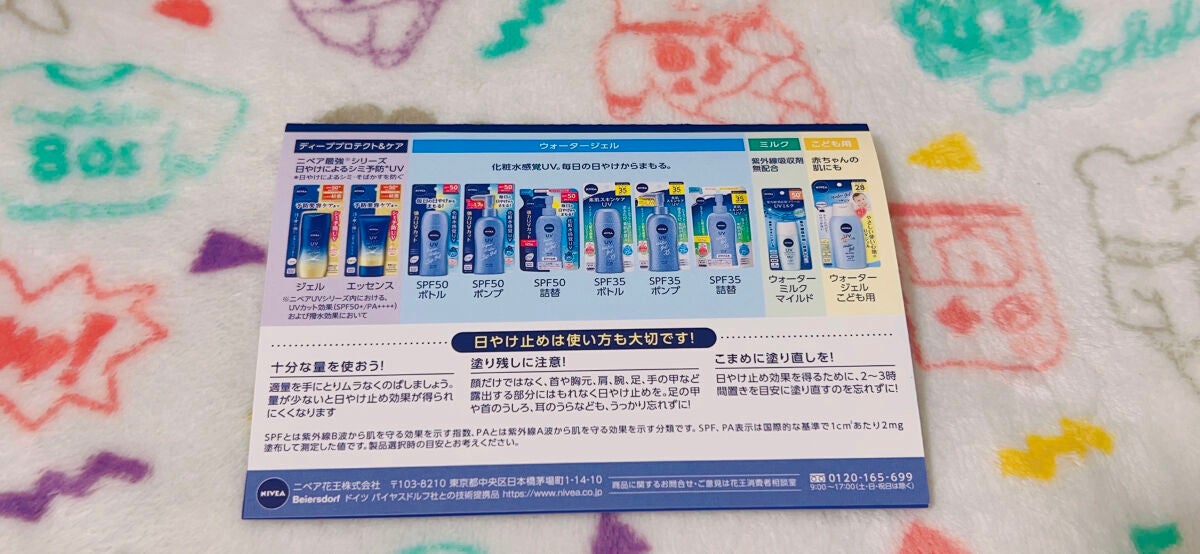 ディーププロテクト&ケア
ニベア最強※シリーズ
日やけによるシミ予防*UV
*日やけによるシミ・そばかすを防ぐ
ジェル
エッセンス
※ニベアUVシリーズ内における、
UVカット効果(SPF50+/PA++++)
および撥水効果において
ウォータージェル
化粧水感覚UV。毎日の日やけからまもる。
SPF50
ボトル
SPF50
ポンプ
SPF50
詰替
SPF35
ボトル
SPF35
ポンプ
SPF35
詰替
ミルク
紫外線吸収剤
無配合
ウォーター
ミルク
マイルド
こども用
赤ちゃんの
肌にも
ウォーター
ジェル
こども用
日やけ止めは使い方も大切です!
十分な量を使おう!
適量を手にとりムラなくのばしましょう。
量が少ないと日やけ止め効果が得られ
にくくなります
塗り残しに注意!
顔だけではなく、首や胸元、肩、腕、足、手の甲など
露出する部分にはもれなく日やけ止めを。足の甲
や首のうしろ、耳のうらなども、うっかり忘れずに!
こまめに塗り直しを!
日やけ止め効果を得るために、2〜3時
間置きを目安に塗り直すのを忘れずに!
SPFとは紫外線B波から肌を守る効果を示す指数、PAとは紫外線A波から肌を守る効果を示す分類です。SPF、PA表示は国際的な基準で1c㎡あたり2mg
塗布して測定した値です。製品選択時の目安とお考えください。
NIVEA
ニベア花王株式会社 〒103-8210 東京都中央区日本橋茅場町1-14-10
Beiersdorf ドイツ バイヤスドルフ社との技術提携品 https://www.nivea.co.jp
商品に関するお問合せ・ご意見は花王消費者相談室
0120-165-699
9:00〜17:00(土・日・祝日は除く)
80